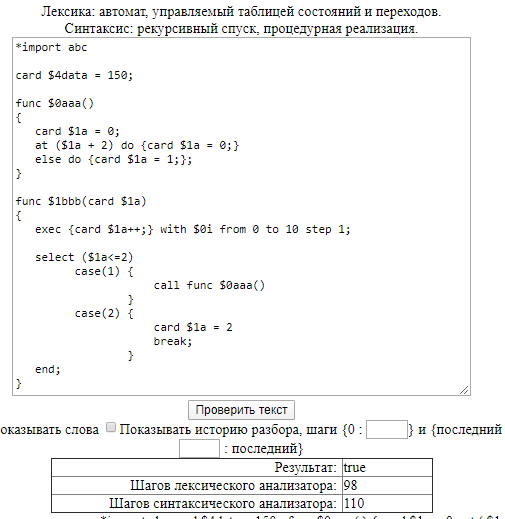 Лексика: автомат, управляемый таблицей состояний и переходов.
Синтаксис: рекурсивный спуск, процедурная реализация.
*import abc
card $4data = 150;
func $0aaa()
{
card $1a = 0;
at ($1a + 2) do {card $1a = 0;}
else do {card $1a = 1;};
}
func $1bbb(card $1a)
{
exec {card $1a++;} with $0i from 0 to 10 step 1;
select ($1a<=2)
case(1) {
call func $0aaa()
}
case(2) {
card $1a = 2
break;
}
end;
}
Проверить текст
оказывать слова Показывать историю разбора, шаги {0 : } и {последний
: последний}
Результат: true
Шагов лексического анализатора: 98
Шагов синтаксического анализатора: 110